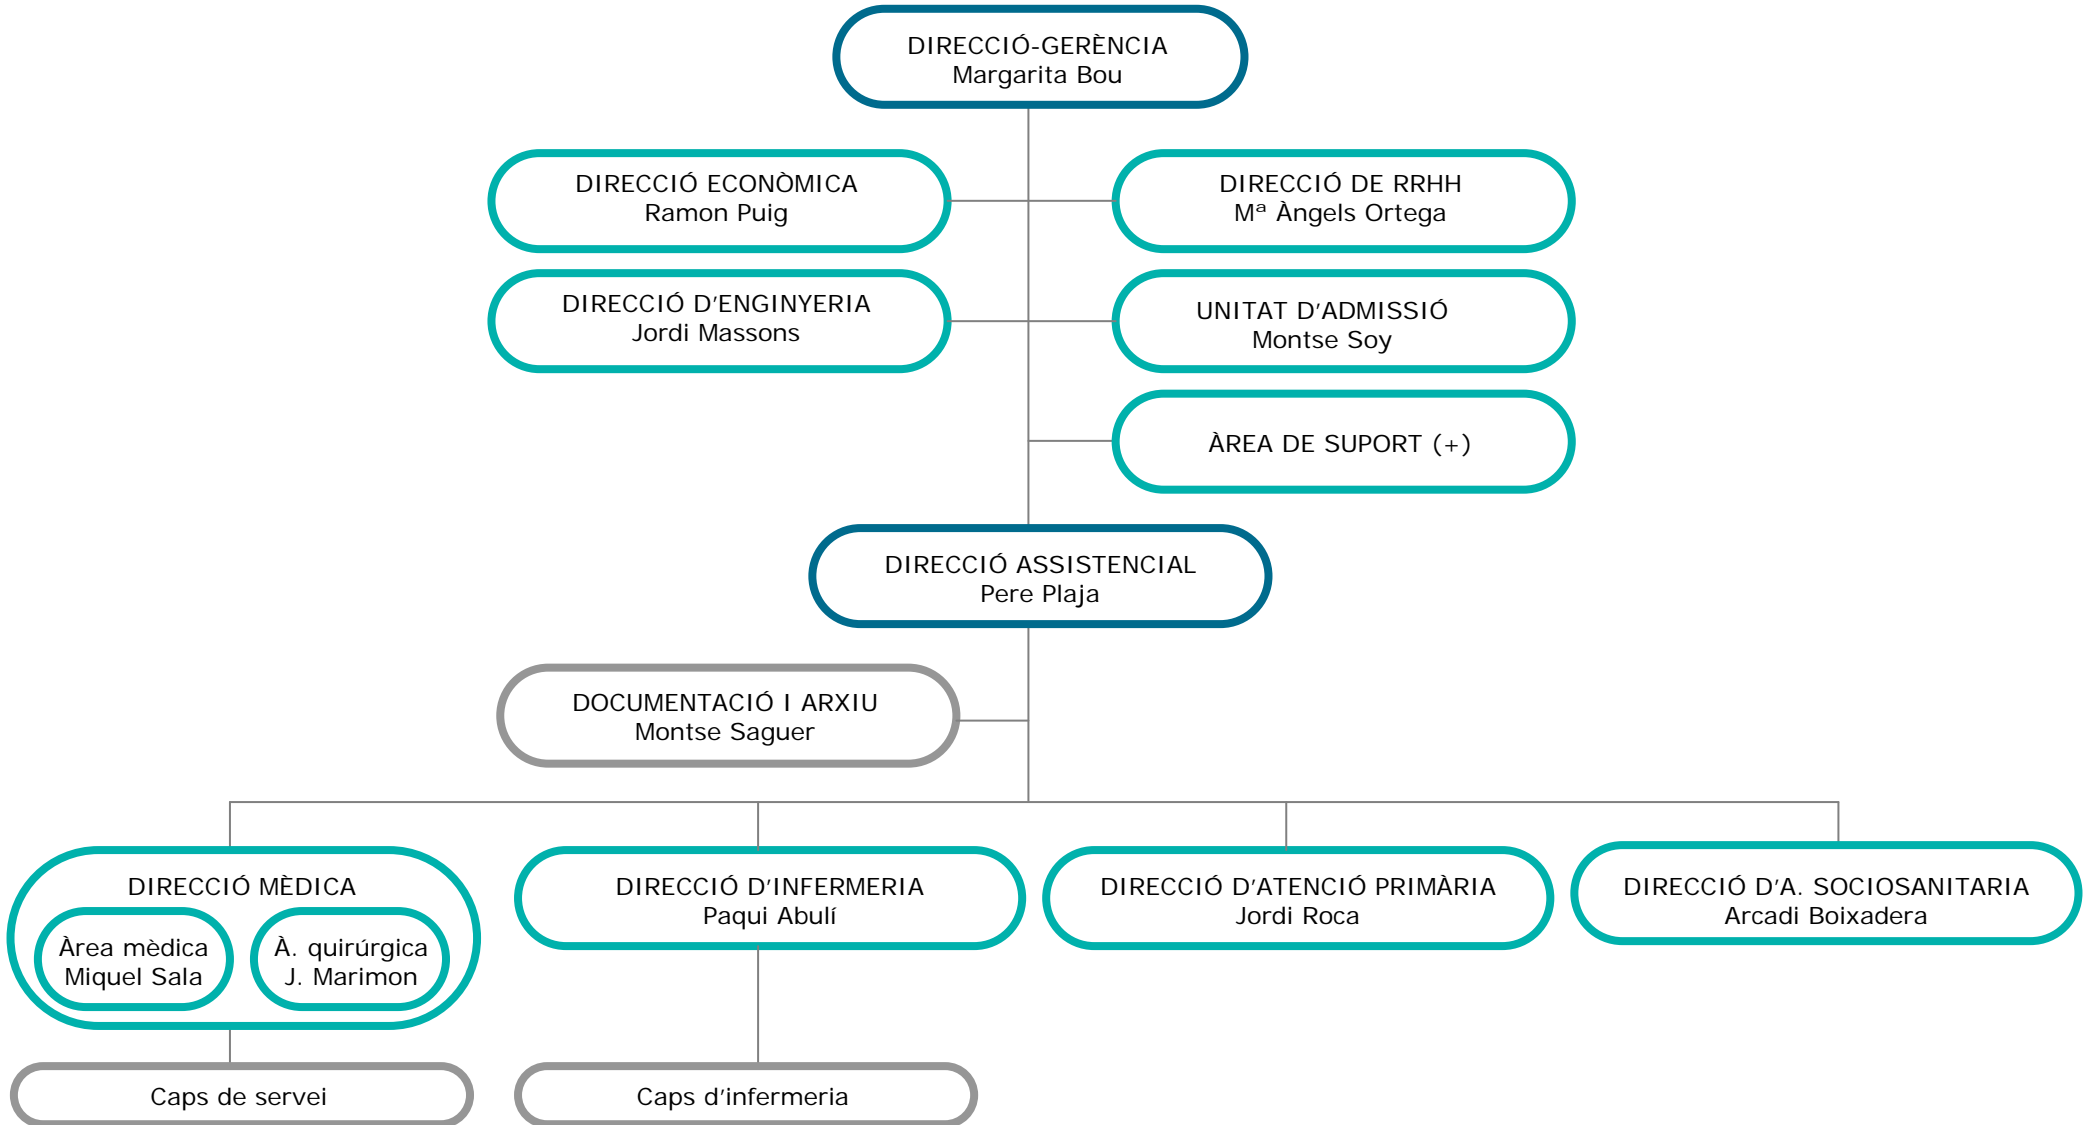 DIRECCIÓ-GERÈNCIA
Margarita Bou
DIRECCIÓ ECONÒMICA
Ramon Puig
DIRECCIÓ DE RRHH
Mª Àngels Ortega
DIRECCIÓ D'ENGINYERIA
Jordi Massons
UNITAT D'ADMISSIÓ
Montse Soy
ÀREA DE SUPORT (+)
DIRECCIÓ ASSISTENCIAL
Pere Plaja
DOCUMENTACIÓ I ARXIU
Montse Saguer
DIRECCIÓ MÈDICA
Àrea mèdica
Miquel Sala
À. quirúrgica
J. Marimon
DIRECCIÓ D'INFERMERIA
Paqui Abulí
DIRECCIÓ D'ATENCIÓ PRIMÀRIA
Jordi Roca
DIRECCIÓ D'A. SOCIOSANITARIA
Arcadi Boixadera
Caps de servei
Caps d'infermeria